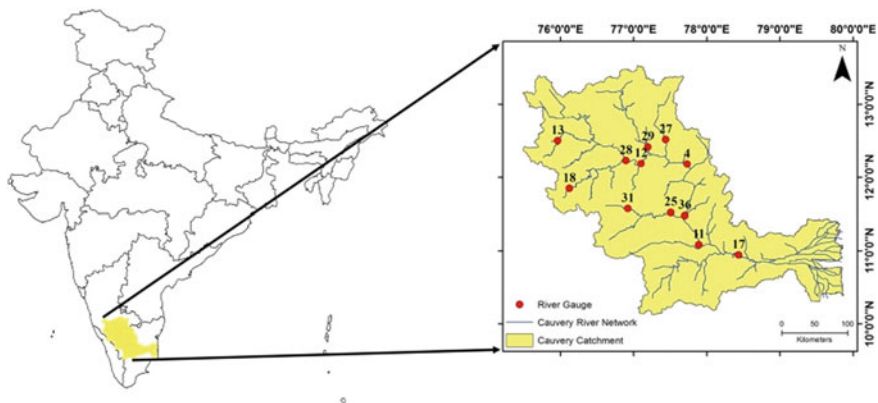 76°0'0"E 77°0'0"E 78°0'0"E 79°0'0"E 80°0'0"E
N
13°0'0"N
12°0'0"N
11°0'0"N
10°0'0"N
13
29
27
28
12
4
18
31
25
36
11
17
River Gauge
Cauvery River Network
Cauvery Catchment
0 50 100
Kilometers